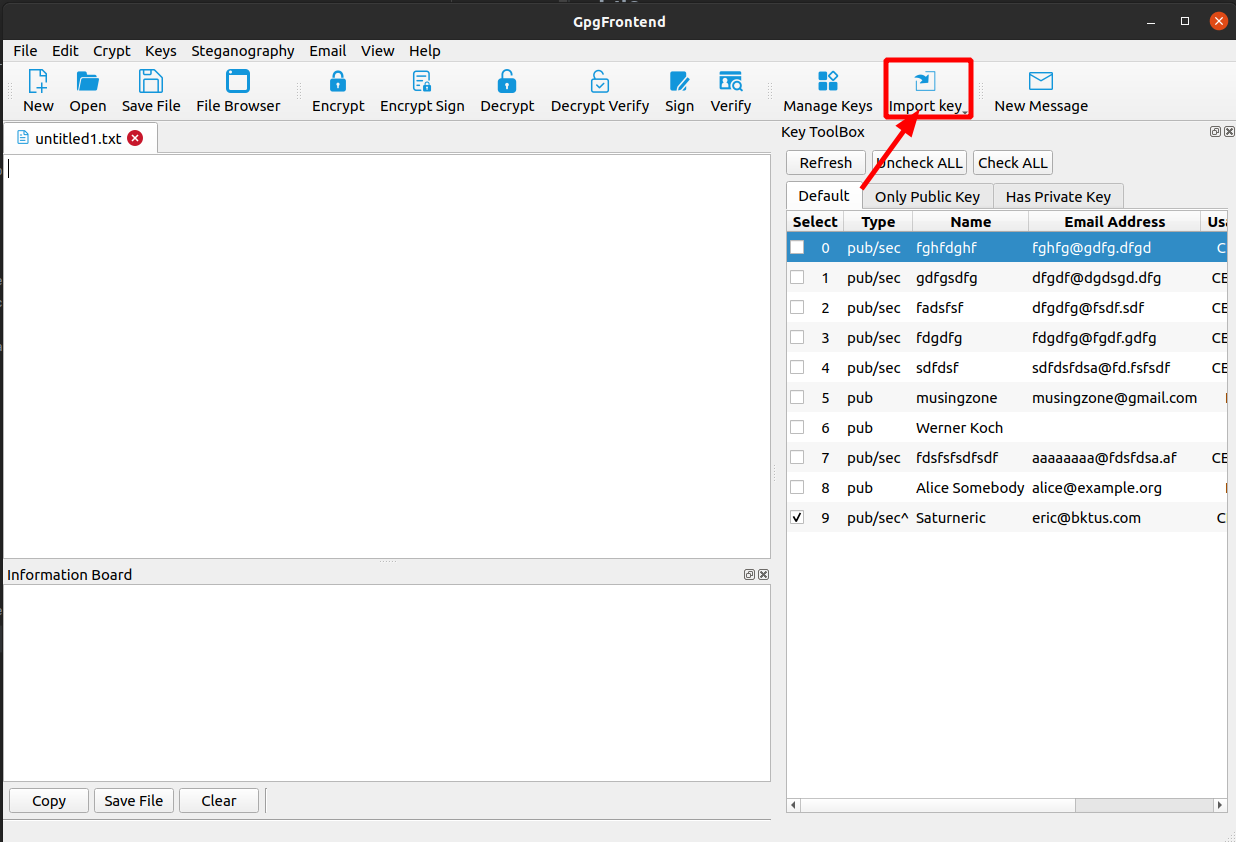 GpgFrontend
File Edit Crypt Keys Steganography Email View Help
New Open Save File File Browser Encrypt Encrypt Sign Decrypt Decrypt Verify Sign Verify Manage Keys Import key New Message
untitled1.txt
Key ToolBox
Refresh Uncheck ALL Check ALL
Default Only Public Key Has Private Key
Select Type Name Email Address
0 pub/sec fghfdghf fghfg@gdfg.dfgd
1 pub/sec gdfgsdfg dfgdf@dgdsgd.dfg
2 pub/sec fadsfsf dfgdfg@fsdf.sdf
3 pub/sec fdgdfg fdgdfg@fgdf.gdfg
4 pub/sec sdfdsf sdfdsfdsa@fd.fsfsdf
5 pub musingzone musingzone@gmail.com
6 pub Werner Koch
7 pub/sec fdsfsfsdfsdf aaaaaaaa@fdsfdsa.af
8 pub Alice Somebody alice@example.org
9 pub/sec^ Saturneric eric@bktus.com
Information Board
Copy Save File Clear